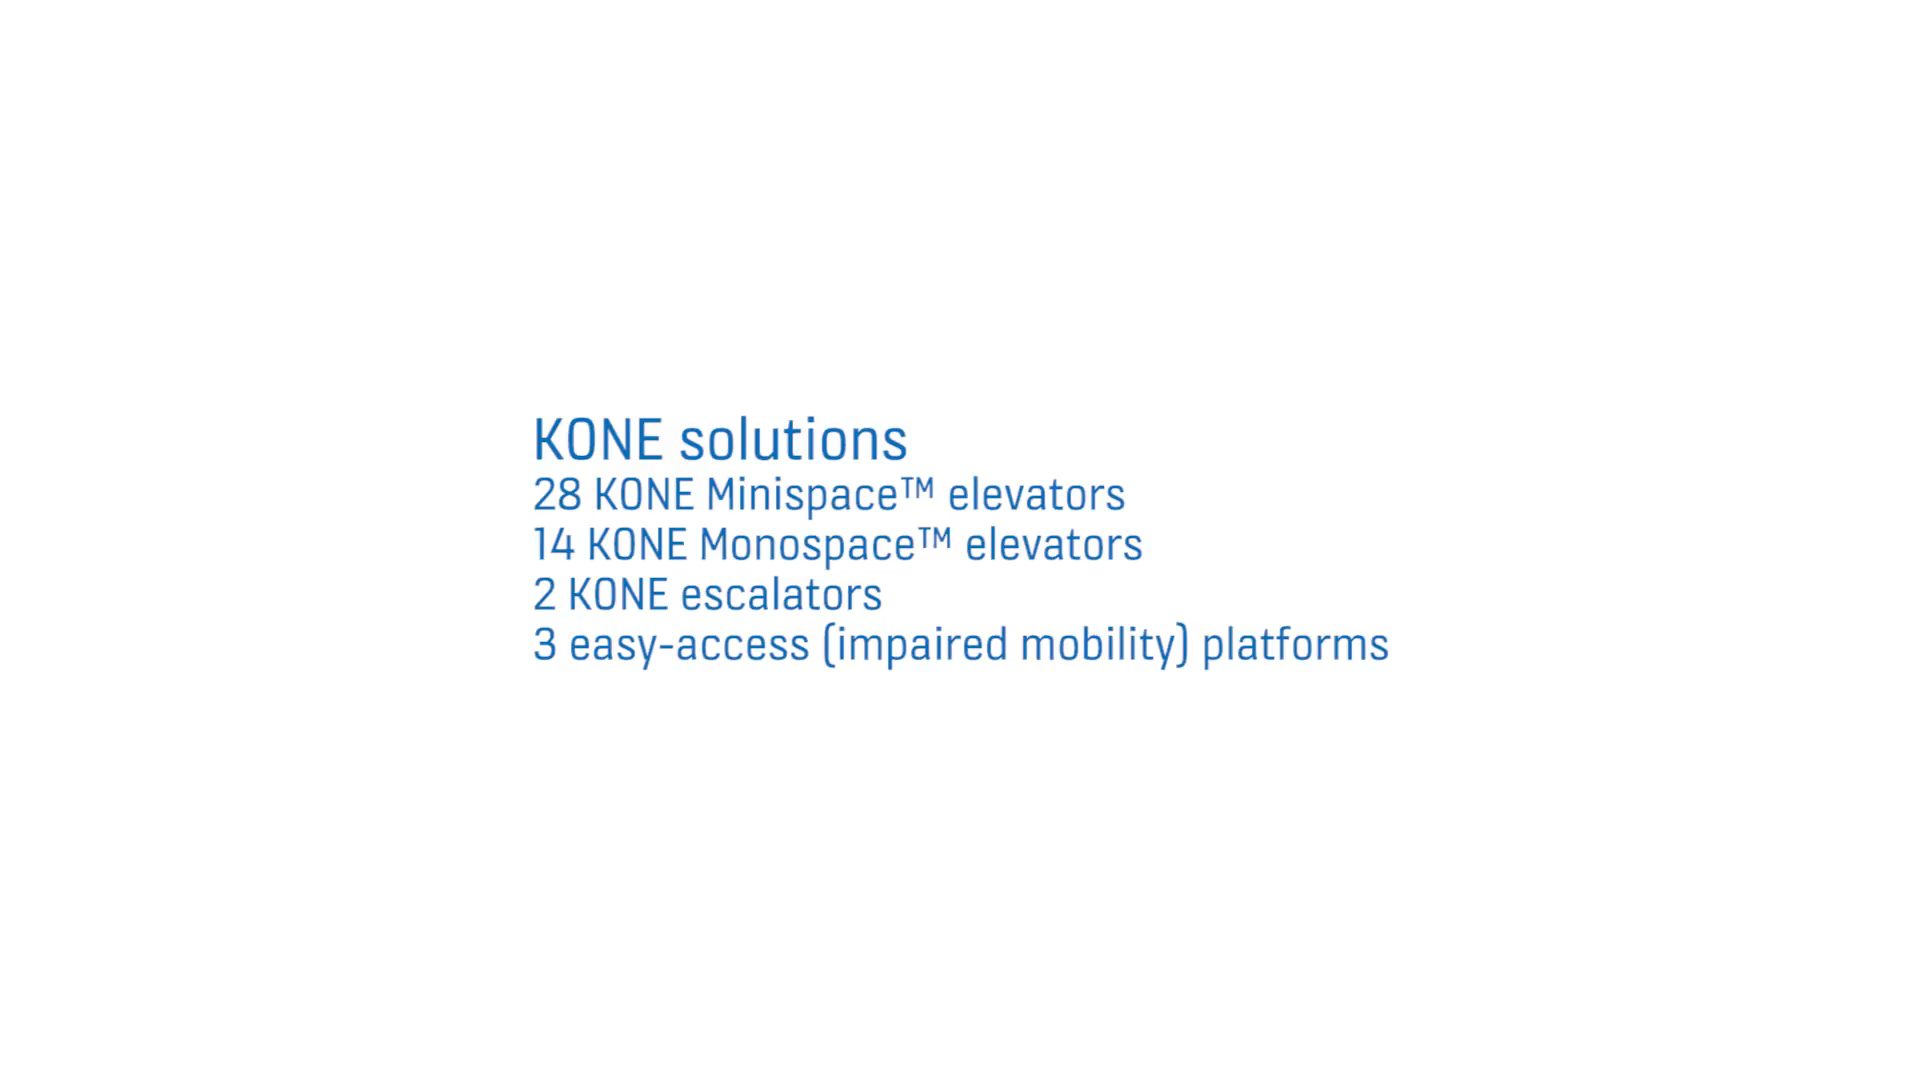 KONE solutions
28 KONE Minispace™ elevators
14 KONE Monospace™ elevators
2 KONE escalators
3 easy-access (impaired mobility) platforms